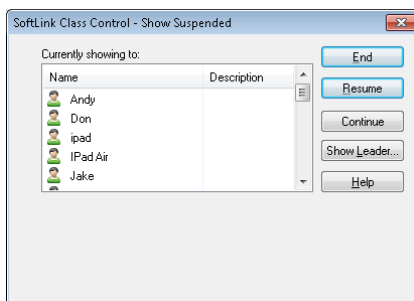 SoftLink Class Control - Show Suspended
Currently showing to:
Name Description
Andy
Don
ipad
IPad Air
Jake
End
Resume
Continue
Show Leader...
Help